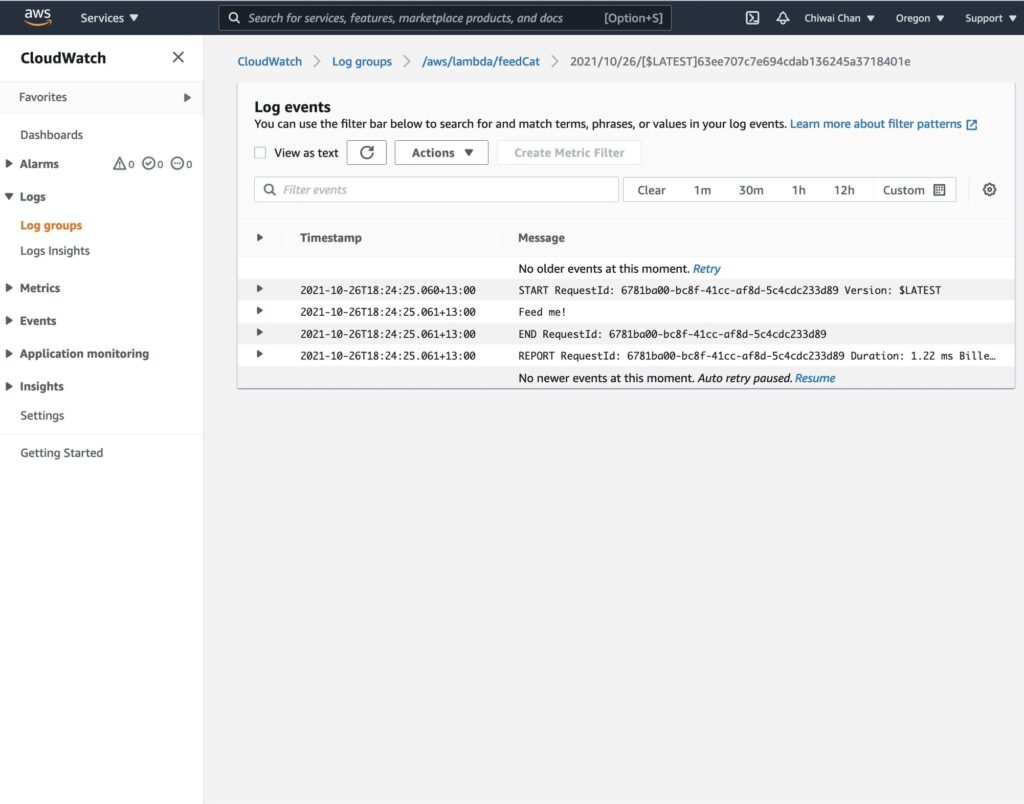 aws Services Search for services, features, marketplace products, and docs [Option+S] Chiwai Chan Oregon Support
CloudWatch
Favorites
Dashboards
Alarms 0 0 0
Logs
Log groups
Logs Insights
Metrics
Events
Application monitoring
Insights
Settings
Getting Started
CloudWatch Log groups /aws/lambda/feedCat 2021/10/26/[$LATEST]63ee707c7e694cdab136245a3718401e
Log events
You can use the filter bar below to search for and match terms, phrases, or values in your log events. Learn more about filter patterns
View as text Actions Create Metric Filter
Filter events Clear 1m 30m 1h 12h Custom
Timestamp Message
No older events at this moment. Retry
2021-10-26T18:24:25.060+13:00 START RequestId: 6781ba00-bc8f-41cc-af8d-5c4cdc233d89 Version: $LATEST
2021-10-26T18:24:25.061+13:00 Feed me!
2021-10-26T18:24:25.061+13:00 END RequestId: 6781ba00-bc8f-41cc-af8d-5c4cdc233d89
2021-10-26T18:24:25.061+13:00 REPORT RequestId: 6781ba00-bc8f-41cc-af8d-5c4cdc233d89 Duration: 1.22 ms Bille…
No newer events at this moment. Auto retry paused. Resume